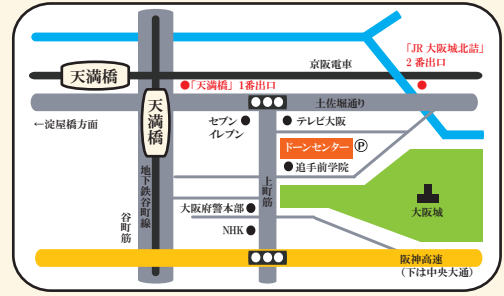 「JR 大阪城北詰」
2 番出口
京阪電車
天満橋
「天満橋」1番出口
天満橋
土佐堀通り
←淀屋橋方面
セブン
イレブン
テレビ大阪
ドーンセンター
P
追手前学院
地下鉄谷町線
上町筋
大阪城
大阪府警本部
谷町筋
NHK
阪神高速
（下は中央大通）